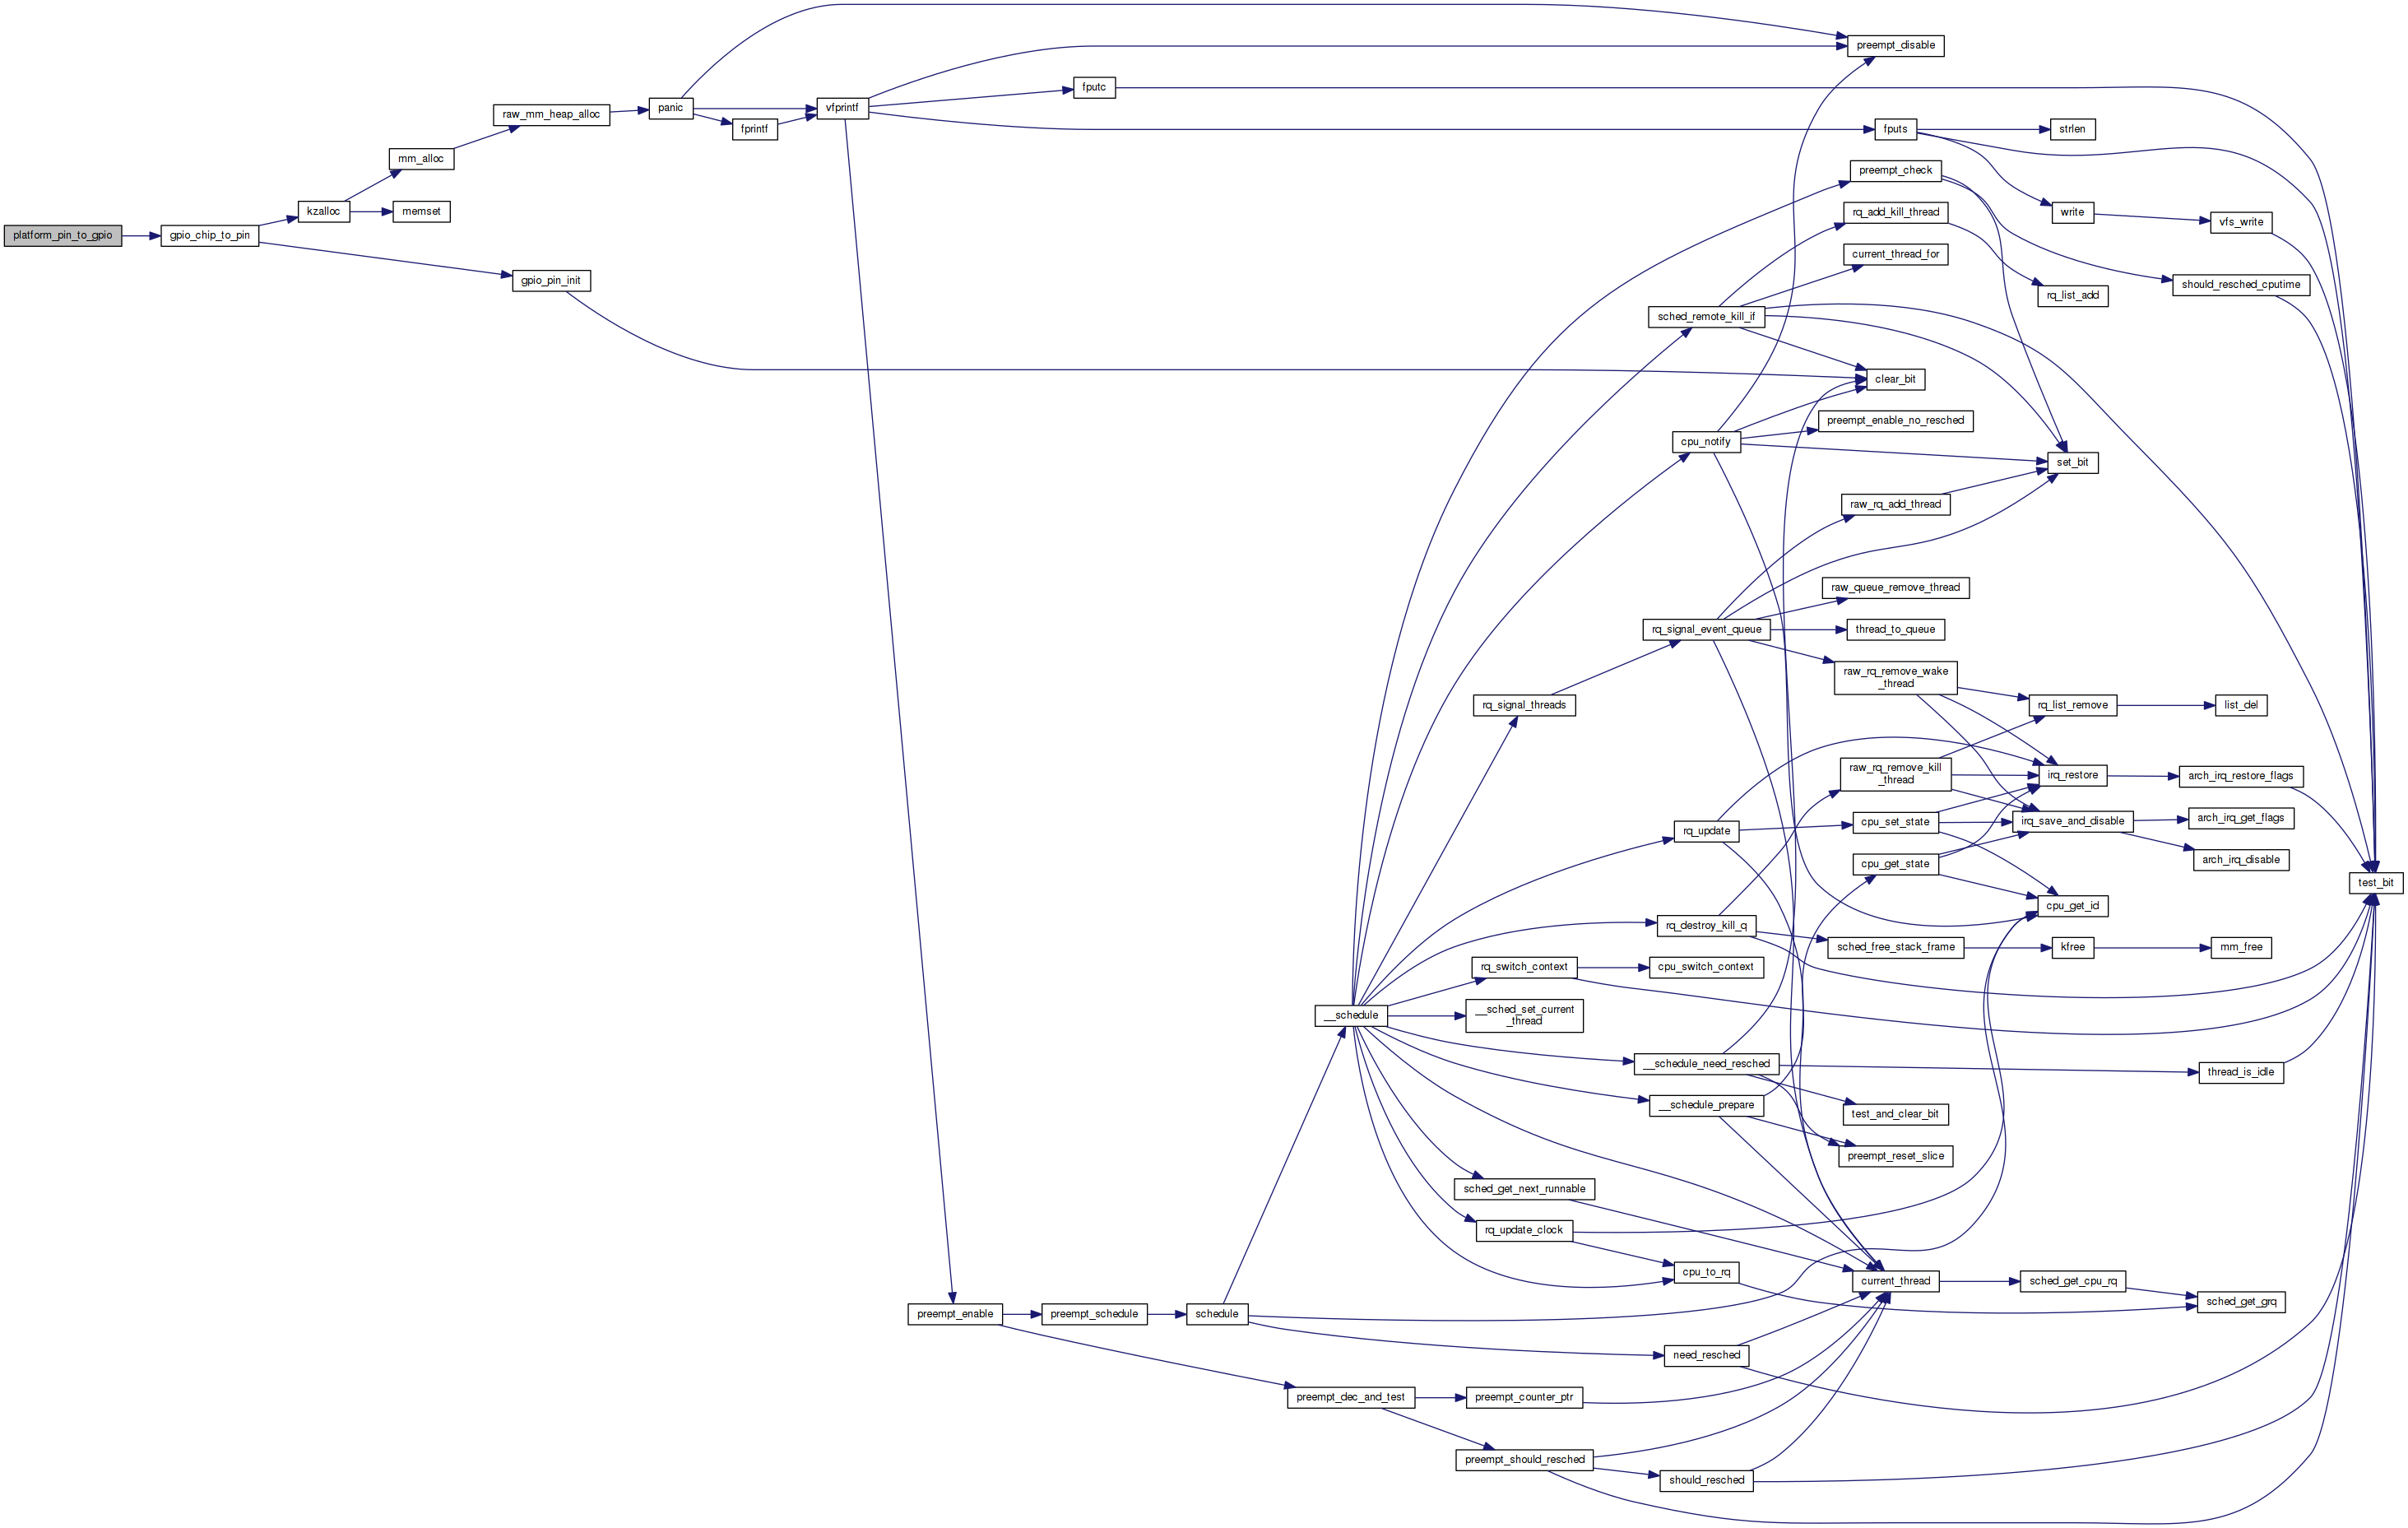 preempt_disable
fputc
raw_mm_heap_alloc
panic
vfprintf
fprintf
fputs
strlen
mm_alloc
preempt_check
kzalloc
memset
rq_add_kill_thread
write
vfs_write
platform_pin_to_gpio
gpio_chip_to_pin
current_thread_for
gpio_pin_init
should_resched_cputime
rq_list_add
sched_remote_kill_if
clear_bit
preempt_enable_no_resched
cpu_notify
set_bit
raw_rq_add_thread
raw_queue_remove_thread
rq_signal_event_queue
thread_to_queue
raw_rq_remove_wake
_thread
rq_signal_threads
rq_list_remove
list_del
raw_rq_remove_kill
_thread
irq_restore
arch_irq_restore_flags
rq_update
cpu_set_state
irq_save_and_disable
arch_irq_get_flags
cpu_get_state
arch_irq_disable
test_bit
cpu_get_id
rq_destroy_kill_q
sched_free_stack_frame
kfree
mm_free
rq_switch_context
cpu_switch_context
__schedule
__sched_set_current
_thread
__schedule_need_resched
thread_is_idle
__schedule_prepare
test_and_clear_bit
preempt_reset_slice
sched_get_next_runnable
rq_update_clock
cpu_to_rq
current_thread
sched_get_cpu_rq
sched_get_grq
preempt_enable
preempt_schedule
schedule
need_resched
preempt_dec_and_test
preempt_counter_ptr
preempt_should_resched
should_resched